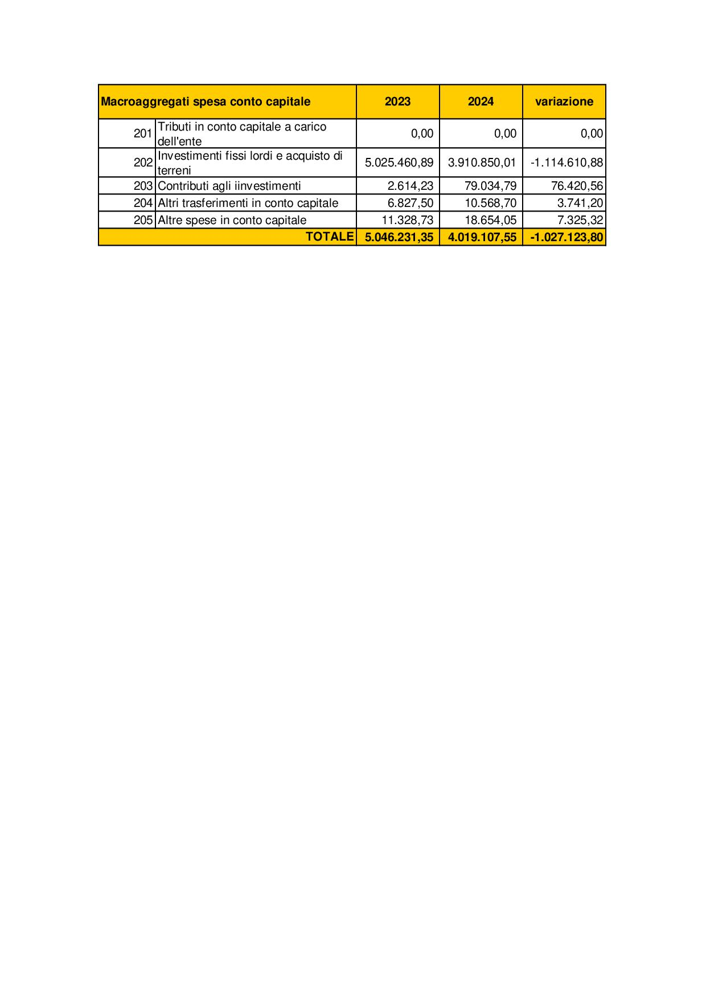 Macroaggregati spesa conto capitale 2023 2024 variazione
201 Tributi in conto capitale a carico dell'ente 0,00 0,00 0,00
202 Investimenti fissi lordi e acquisto di terreni 5.025.460,89 3.910.850,01 -1.114.610,88
203 Contributi agli iinvestimenti 2.614,23 79.034,79 76.420,56
204 Altri trasferimenti in conto capitale 6.827,50 10.568,70 3.741,20
205 Altre spese in conto capitale 11.328,73 18.654,05 7.325,32
TOTALE 5.046.231,35 4.019.107,55 -1.027.123,80